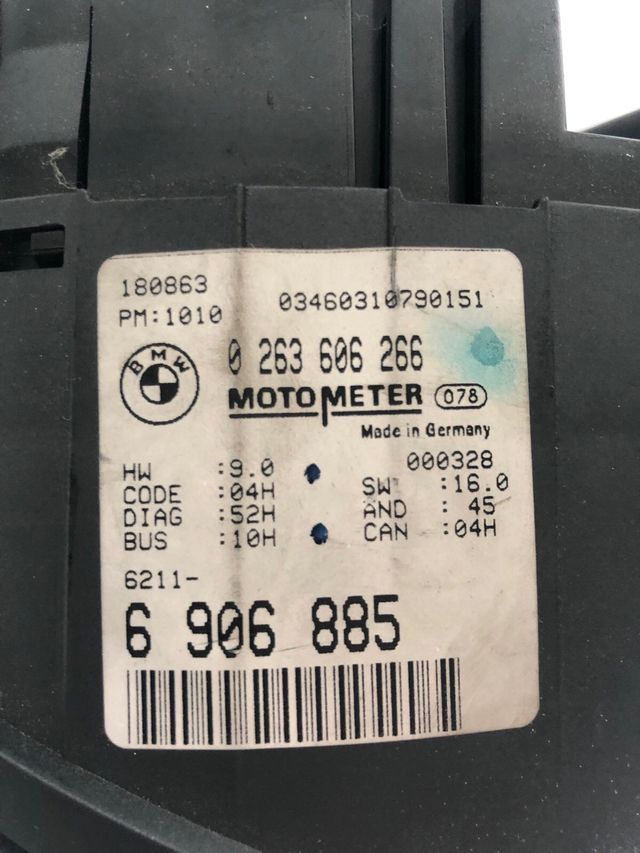 180863
03460310790151
PM:1010
BMW
0 263 606 266
MOTOMETER 078
Made in Germany
000328
HW :9.0
SW :16.0
CODE :04H
AND : 45
DIAG :52H
CAN :04H
BUS :10H
6211-
6 906 885